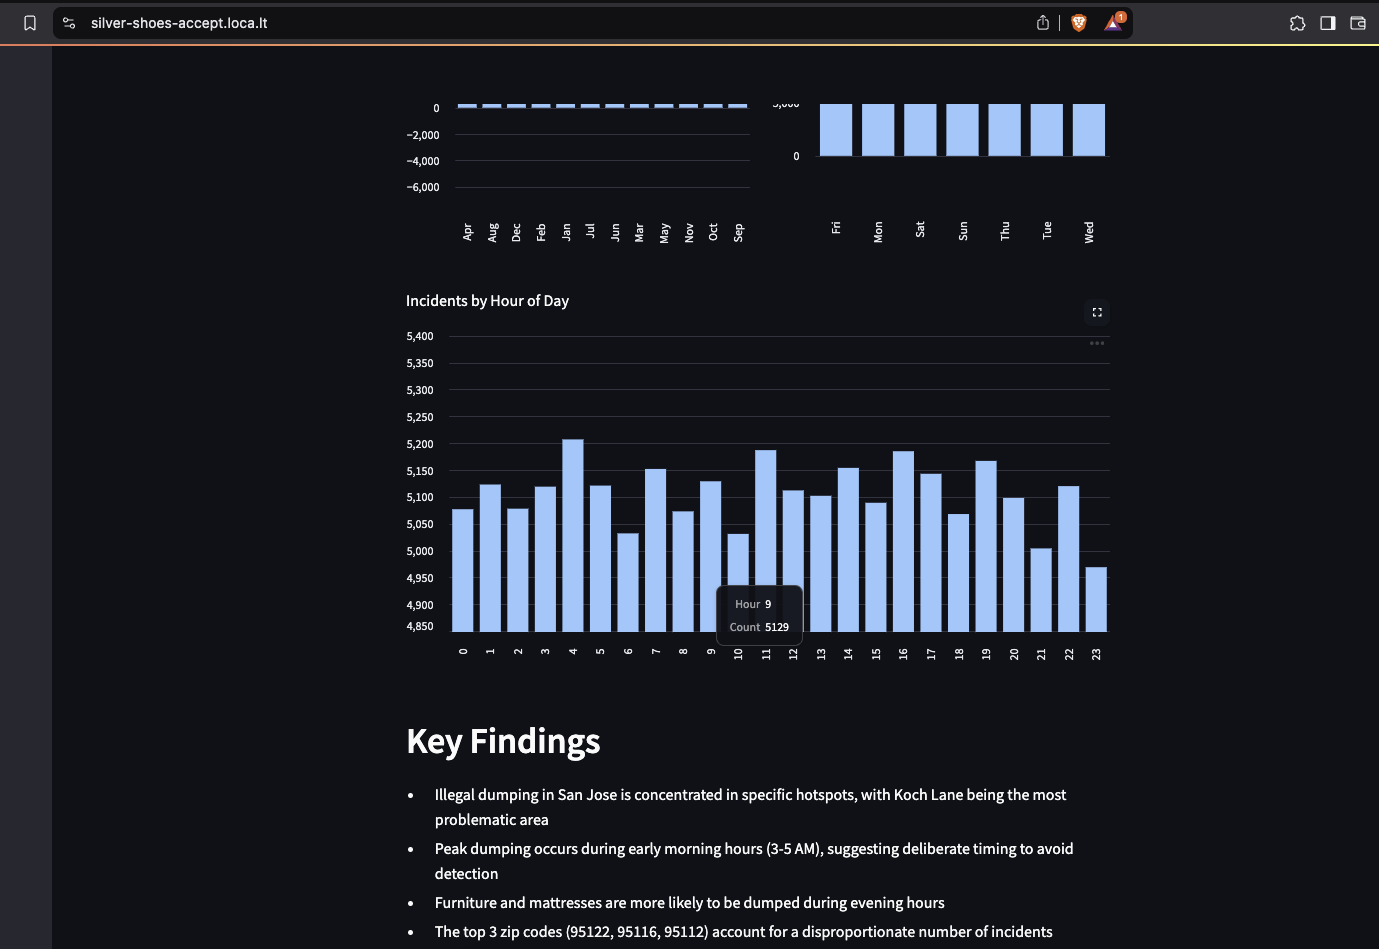 silver-shoes-accept.loca.lt
1
0
−2,000
−4,000
−6,000
Apr Aug Dec Feb Jan Jul Jun Mar May Nov Oct Sep
0
Fri Mon Sat Sun Thu Tue Wed
Incidents by Hour of Day
5,400
5,350
5,300
5,250
5,200
5,150
5,100
5,050
5,000
4,950
4,900
4,850
Hour 9
Count 5129
0 1 2 3 4 5 6 7 8 9 10 11 12 13 14 15 16 17 18 19 20 21 22 23
Key Findings
• Illegal dumping in San Jose is concentrated in specific hotspots, with Koch Lane being the most
problematic area
• Peak dumping occurs during early morning hours (3-5 AM), suggesting deliberate timing to avoid
detection
• Furniture and mattresses are more likely to be dumped during evening hours
• The top 3 zip codes (95122, 95116, 95112) account for a disproportionate number of incidents